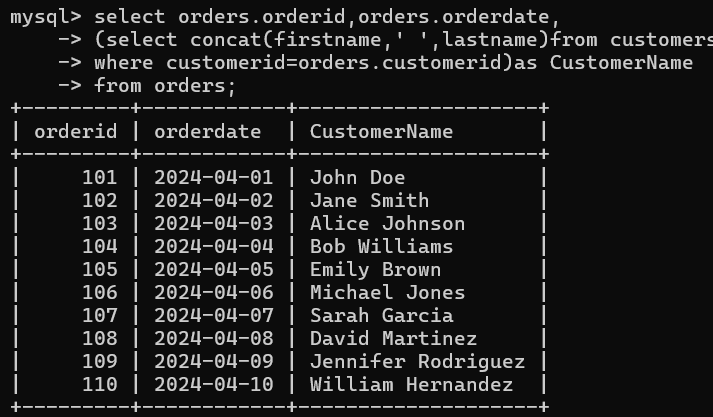 mysql> select orders.orderid,orders.orderdate,
    -> (select concat(firstname,' ',lastname)from customers
    -> where customerid=orders.customerid)as CustomerName
    -> from orders;
+---------+------------+--------------------+
| orderid | orderdate  | CustomerName       |
+---------+------------+--------------------+
|     101 | 2024-04-01 | John Doe           |
|     102 | 2024-04-02 | Jane Smith         |
|     103 | 2024-04-03 | Alice Johnson      |
|     104 | 2024-04-04 | Bob Williams       |
|     105 | 2024-04-05 | Emily Brown        |
|     106 | 2024-04-06 | Michael Jones      |
|     107 | 2024-04-07 | Sarah Garcia       |
|     108 | 2024-04-08 | David Martinez     |
|     109 | 2024-04-09 | Jennifer Rodriguez |
|     110 | 2024-04-10 | William Hernandez  |
+---------+------------+--------------------+